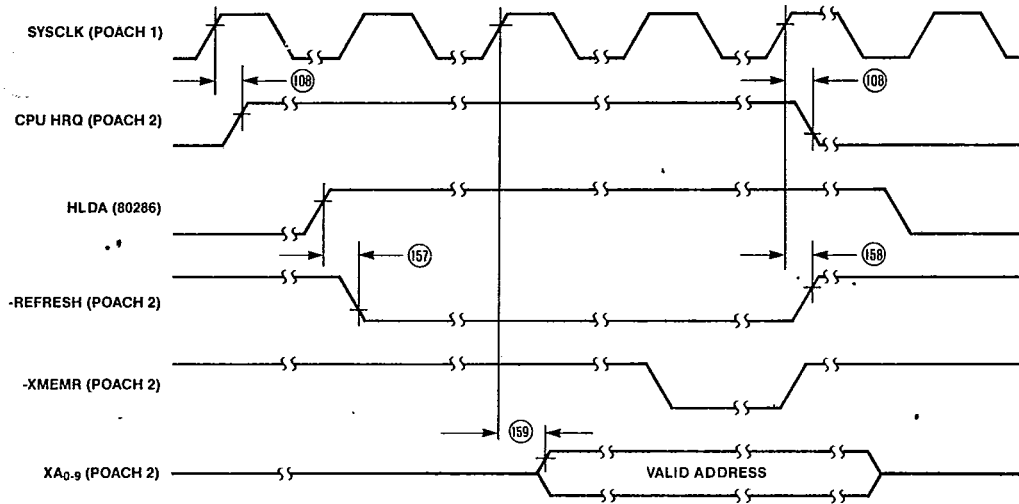 SYSCLK (POACH 1)
108
108
CPU HRQ (POACH 2)
HLDA (80286)
157
158
-REFRESH (POACH 2)
-XMEMR (POACH 2)
159
XA0-9 (POACH 2)
VALID ADDRESS